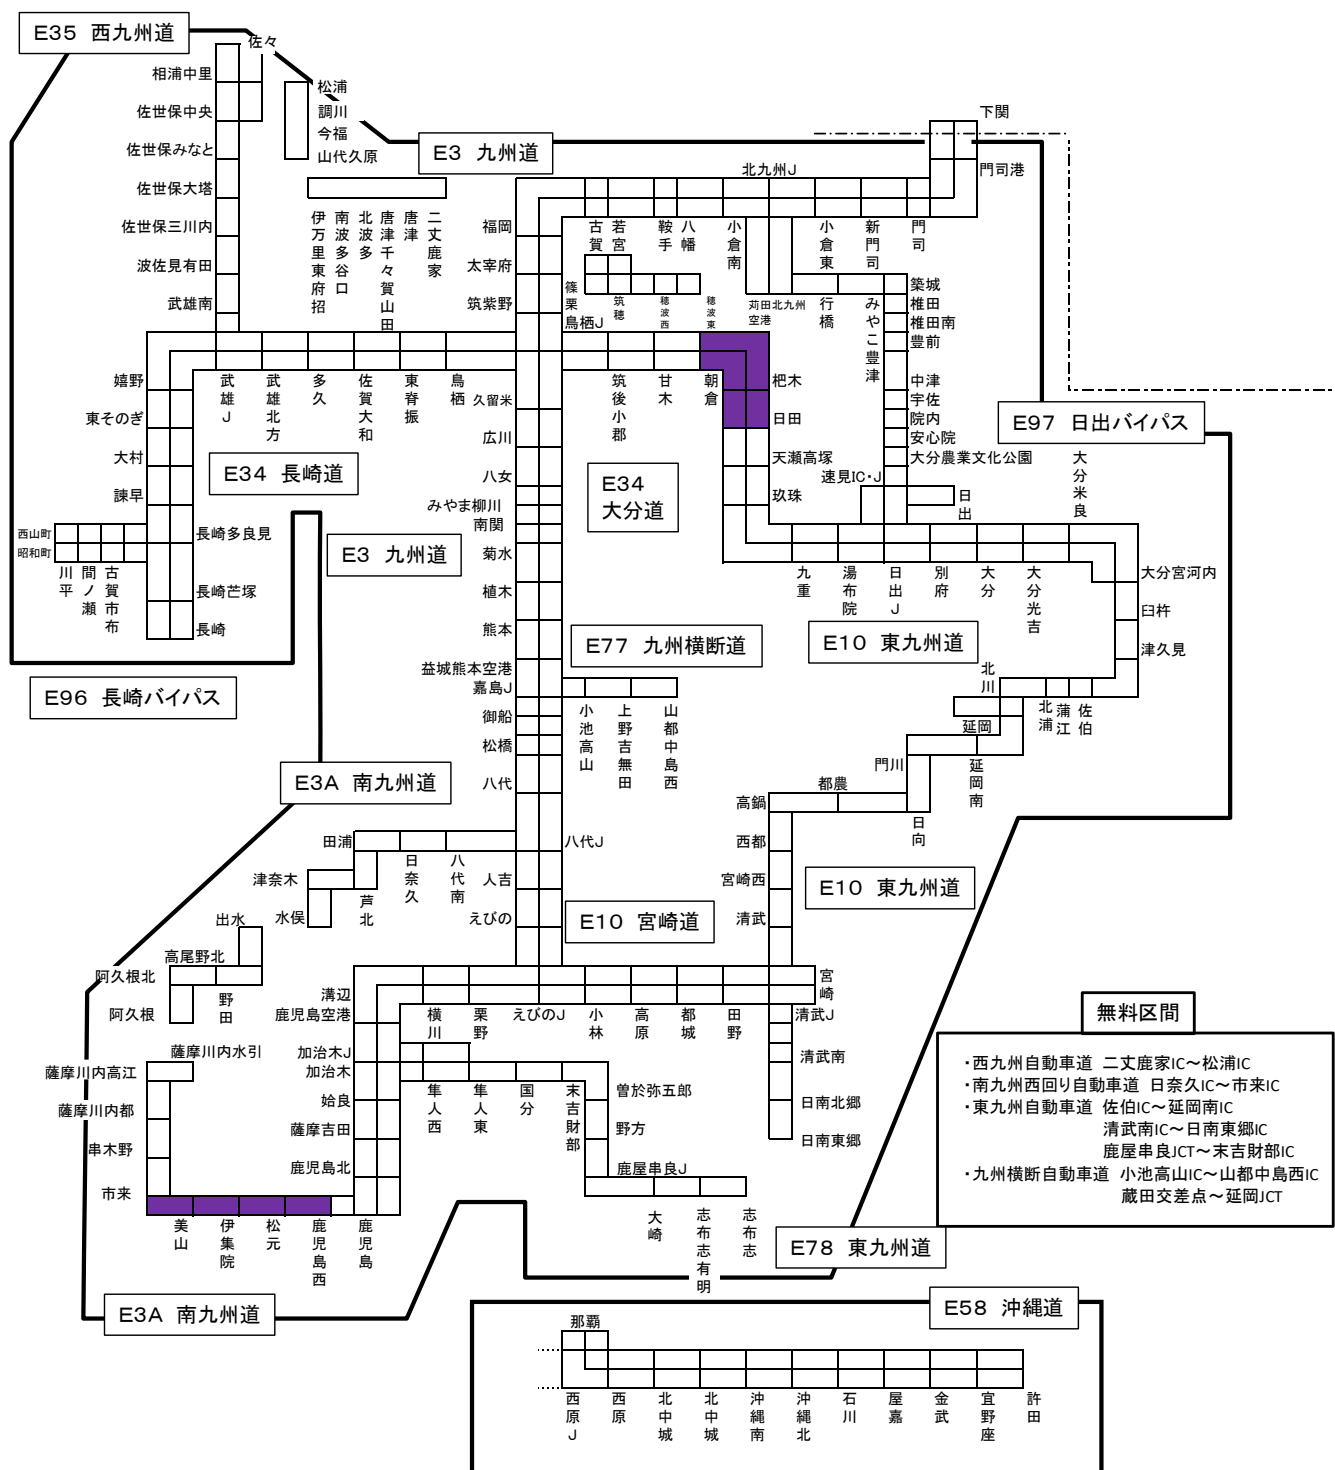 E35 西九州道
佐々
相浦中里
佐世保中央
佐世保みなと
佐世保大塔
佐世保三川内
波佐見有田
武雄南
松浦
調川
今福
山代久原
E3 九州道
下関
門司港
北九州J
伊万里東府招
南波多谷口
北波多
唐津千々賀山田
唐津
二丈鹿家
福岡
太宰府
筑紫野
古賀
若宮
鞍手
八幡
小倉南
小倉東
新門司
門司
篠栗
筑穂
穂波西
穂波東
苅田北九州
空港
行橋
みやこ豊津
築城
椎田
椎田南
豊前
中津
宇佐
院内
安心院
大分農業文化公園
鳥栖J
嬉野
東そのぎ
大村
諫早
武雄J
武雄北方
多久
佐賀大和
東脊振
鳥栖
久留米
広川
八女
みやま柳川
南関
菊水
植木
熊本
益城熊本空港
嘉島J
御船
松橋
八代
筑後小郡
甘木
朝倉
杷木
日田
天瀬高塚
玖珠
E97 日出バイパス
E34 長崎道
E34
大分道
速見IC・J
日出
大分米良
西山町
昭和町
川平
間ノ瀬
古賀市布
長崎多良見
長崎芒塚
長崎
E3 九州道
九重
湯布院
日出J
別府
大分
大分光吉
大分宮河内
臼杵
津久見
E77 九州横断道
E10 東九州道
E96 長崎バイパス
小池高山
上野吉無田
山都中島西
北川
北浦
蒲江
佐伯
延岡
延岡南
門川
日向
都農
高鍋
西都
宮崎西
清武
E3A 南九州道
田浦
日奈久
八代南
八代J
津奈木
水俣
芦北
人吉
えびの
E10 東九州道
E10 宮崎道
出水
高尾野北
阿久根北
阿久根
野田
溝辺
鹿児島空港
横川
栗野
えびのJ
小林
高原
都城
田野
宮崎
清武J
清武南
日南北郷
日南東郷
薩摩川内水引
薩摩川内高江
薩摩川内都
串木野
市来
加治木J
加治木
姶良
薩摩吉田
鹿児島北
隼人西
隼人東
国分
末吉財部
曽於弥五郎
野方
鹿屋串良J
大崎
志布志有明
志布志
美山
伊集院
松元
鹿児島西
鹿児島
無料区間
・西九州自動車道 二丈鹿家IC～松浦IC
・南九州西回り自動車道 日奈久IC～市来IC
・東九州自動車道 佐伯IC～延岡南IC
清武南IC～日南東郷IC
鹿屋串良JCT～末吉財部IC
・九州横断自動車道 小池高山IC～山都中島西IC
蔵田交差点～延岡JCT
E78 東九州道
E3A 南九州道
E58 沖縄道
那覇
西原J
西原
北中城
北中城
沖縄南
沖縄北
石川
屋嘉
金武
宜野座
許田